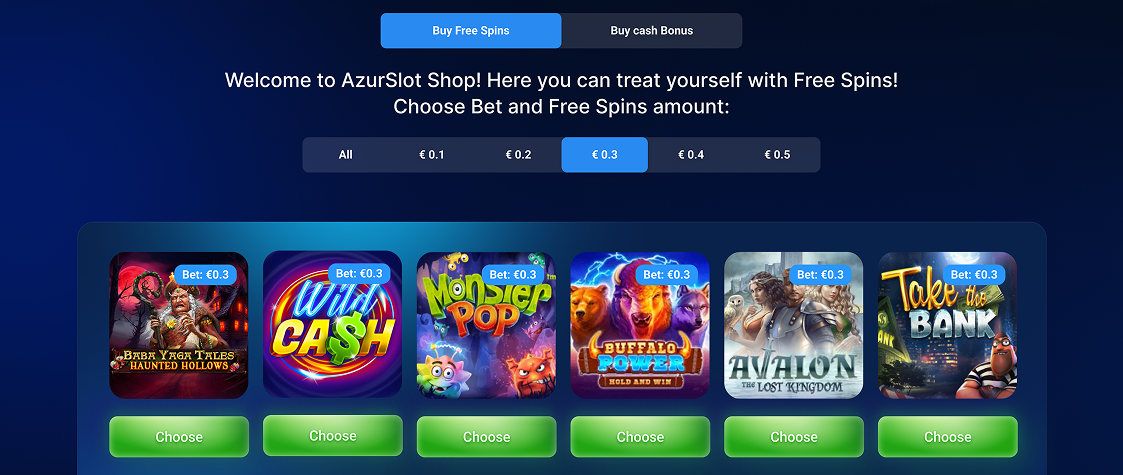 Buy Free Spins
Buy cash Bonus
Welcome to AzurSlot Shop! Here you can treat yourself with Free Spins!
Choose Bet and Free Spins amount:
All
€ 0.1
€ 0.2
€ 0.3
€ 0.4
€ 0.5
Bet: €0.3
BABA YAGA TALES
HAUNTED HOLLOWS
Bet: €0.3
Wild
CA$H
Bet: €0.3
MONSTER
POP
Bet: €0.3
BUFFALO
POWER
HOLD AND WIN
Bet: €0.3
AVALON
THE LOST KINGDOM
Bet: €0.3
Take the
BANK
BANK
Choose
Choose
Choose
Choose
Choose
Choose